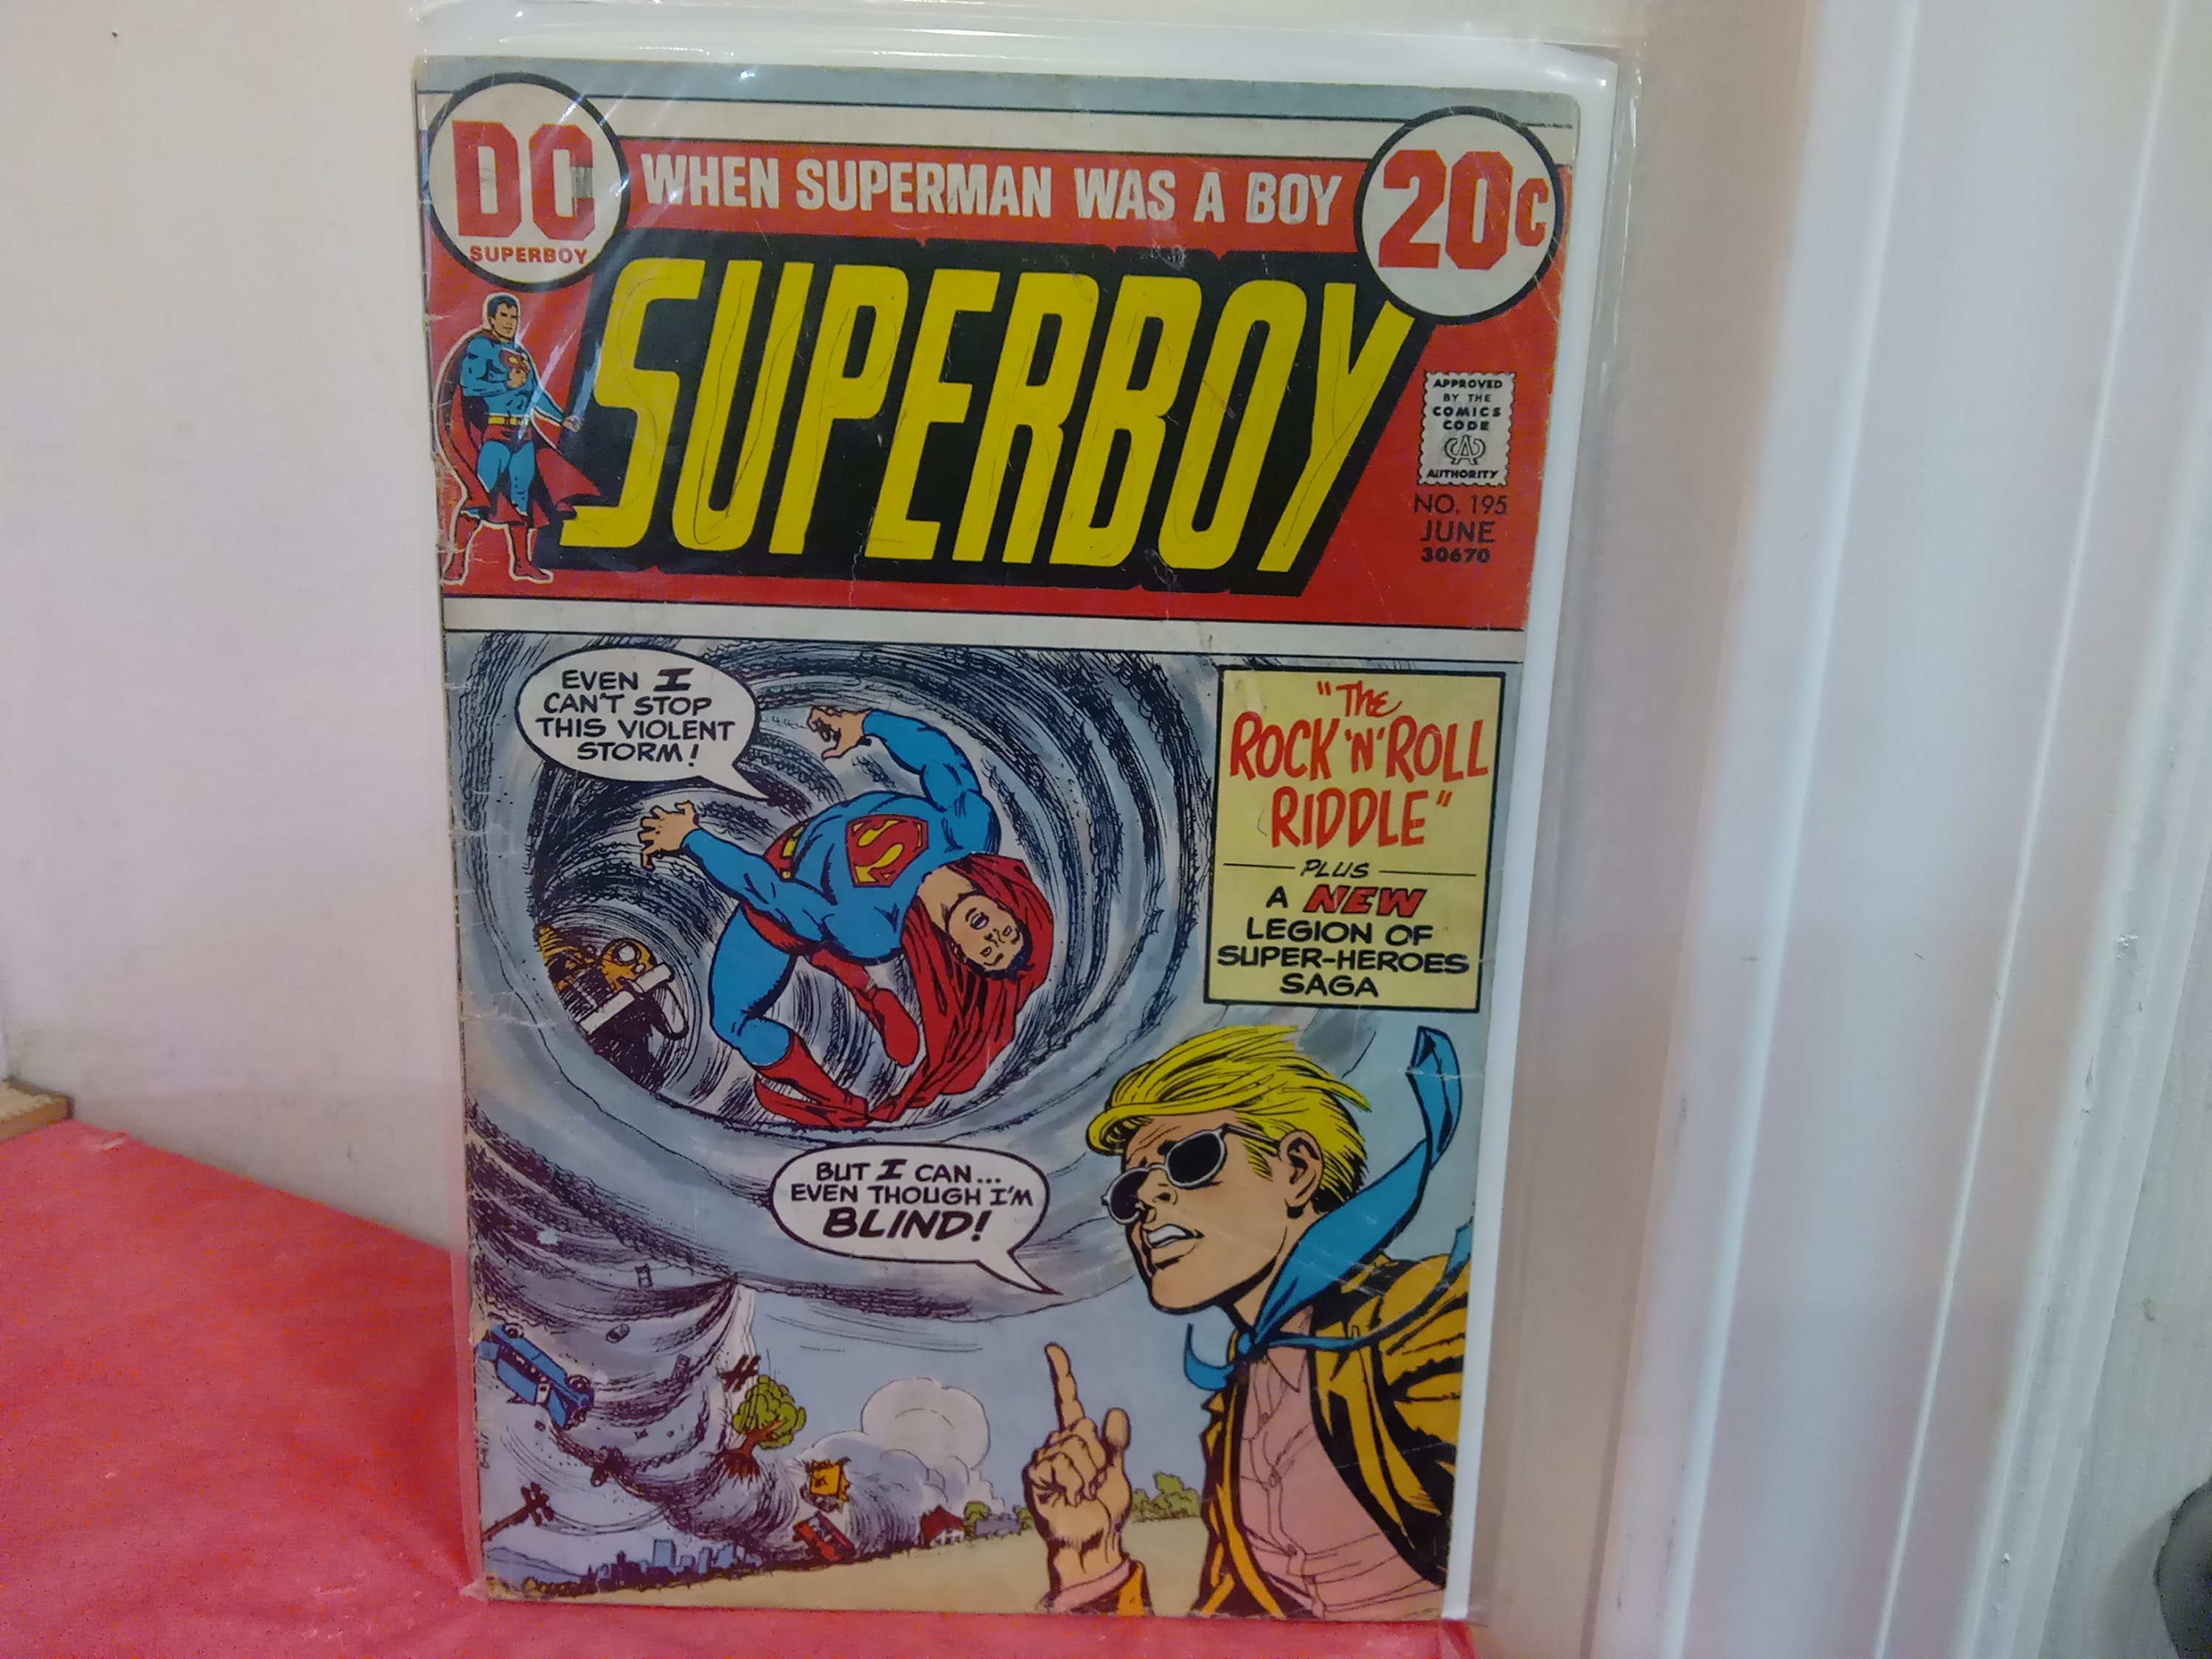 DC
SUPERBOY
WHEN SUPERMAN WAS A BOY
20c
SUPERBOY
APPROVED
BY THE
COMICS
CODE
CA
AUTHORITY
NO. 195
JUNE
30670
EVEN I
CAN'T STOP
THIS VIOLENT
STORM!
"The
ROCK 'N' ROLL
RIDDLE"
PLUS
A NEW
LEGION OF
SUPER-HEROES
SAGA
BUT I CAN...
EVEN THOUGH I'M
BLIND!